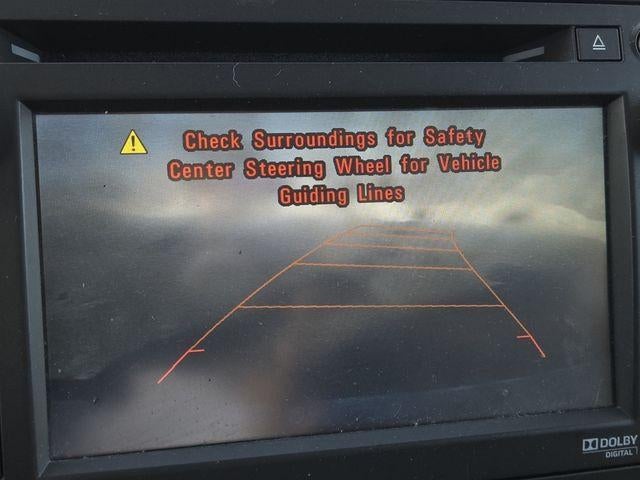 Check Surroundings for Safety
Center Steering Wheel for Vehicle
Guiding Lines
DOLBY
DIGITAL